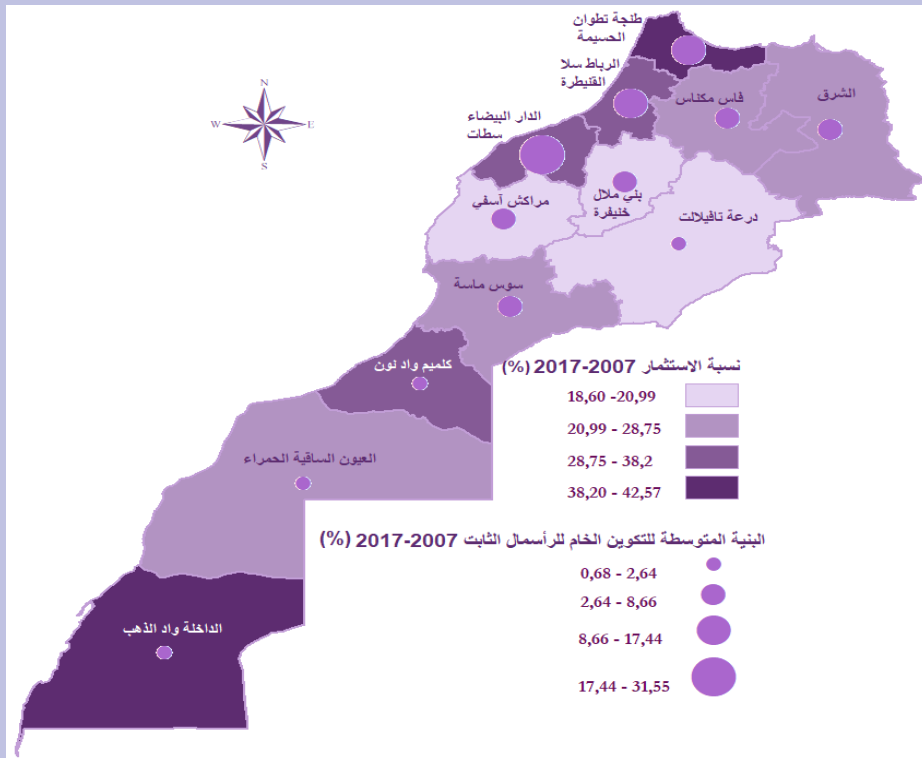 طنجة تطوان
الحسيمة
الرباط سلا
القنيطرة
فاس مكناس
الشرق
N
W
E
S
الدار البيضاء
سطات
بني ملال
خنيفرة
مراكش آسفي
درعة تافيلالت
سوس ماسة
كلميم واد نون
العيون الساقية الحمراء
الداخلة واد الذهب
نسبة الاستثمار 2007-2017 (%)
18,60 -20,99
20,99 - 28,75
28,75 - 38,2
38,20 - 42,57
البنية المتوسطة للتكوين الخام للرأسمال الثابت 2007-2017 (%)
0,68 - 2,64
2,64 - 8,66
8,66 - 17,44
17,44 - 31,55